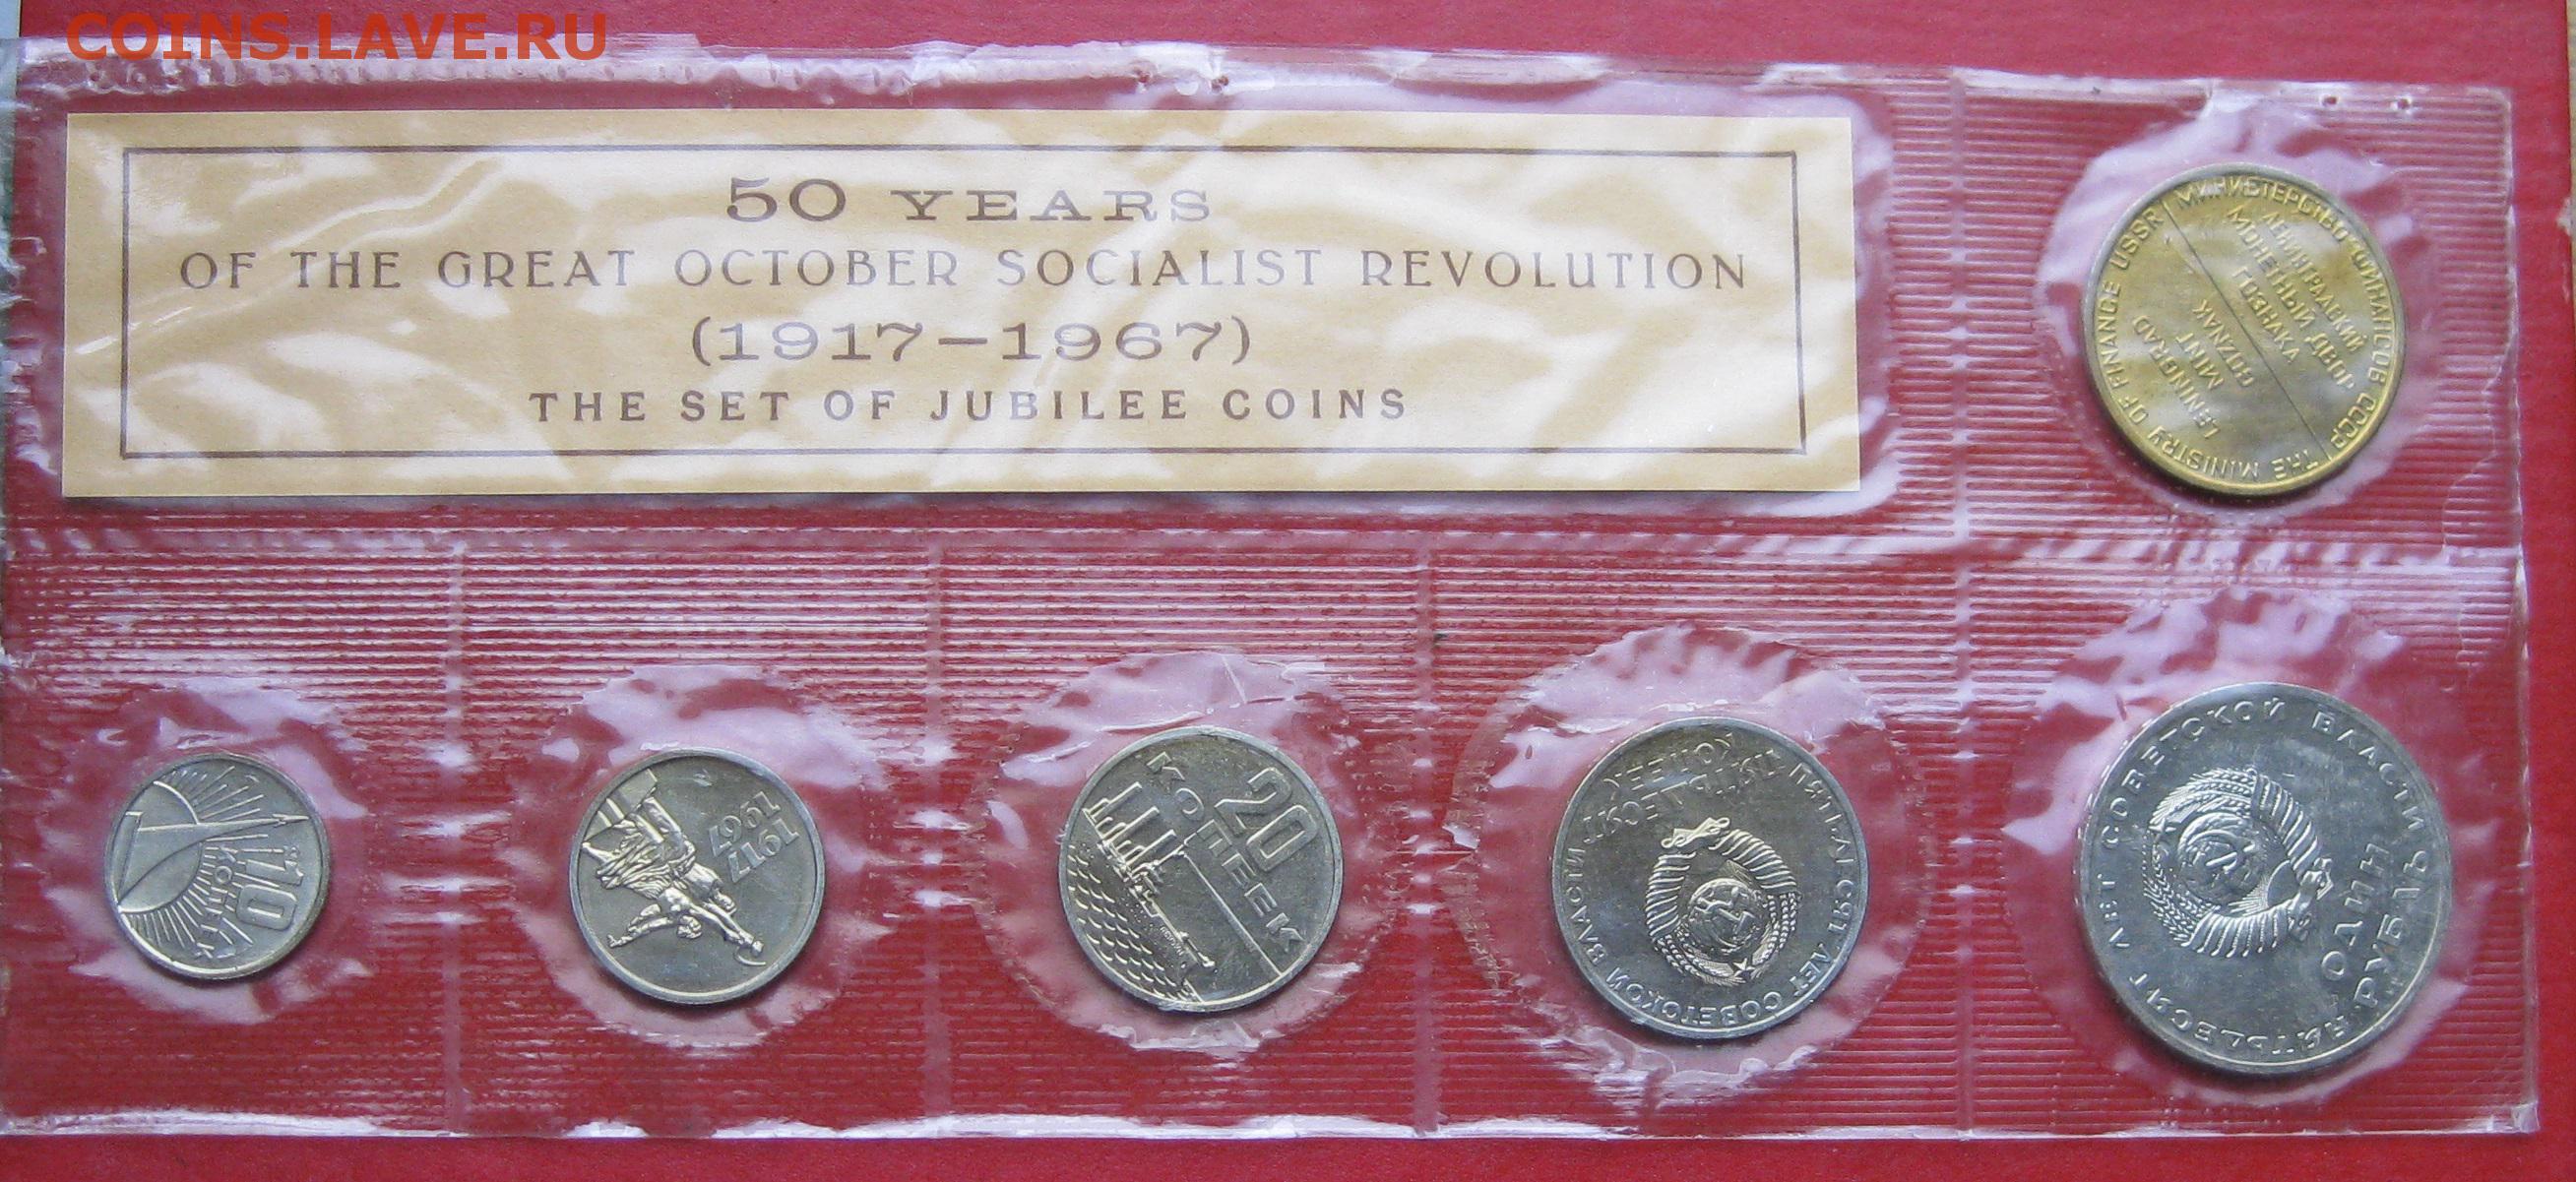 COINS.LAVE.RU
50 YEARS
OF THE GREAT OCTOBER SOCIALIST REVOLUTION
(1917-1967)
THE SET OF JUBILEE COINS
МИНИСТЕРСТВО ФИНАНСОВ СССР
ЛЕНИНГРАДСКИЙ
МОНЕТНЫЙ ДВОР
ГОЗНАКА
THE MINISTRY OF FINANCE USSR
LENINGRAD
MINT
GOZNAK
10
КОПЕЕК
1917
1967
20
КОПЕЕК
ПЯТЬДЕСЯТ ЛЕТ СОВЕТСКОЙ ВЛАСТИ
ПЯТЬДЕСЯТ
КОПЕЕК
ПЯТЬДЕСЯТ ЛЕТ СОВЕТСКОЙ ВЛАСТИ
ОДИН
РУБЛЬ